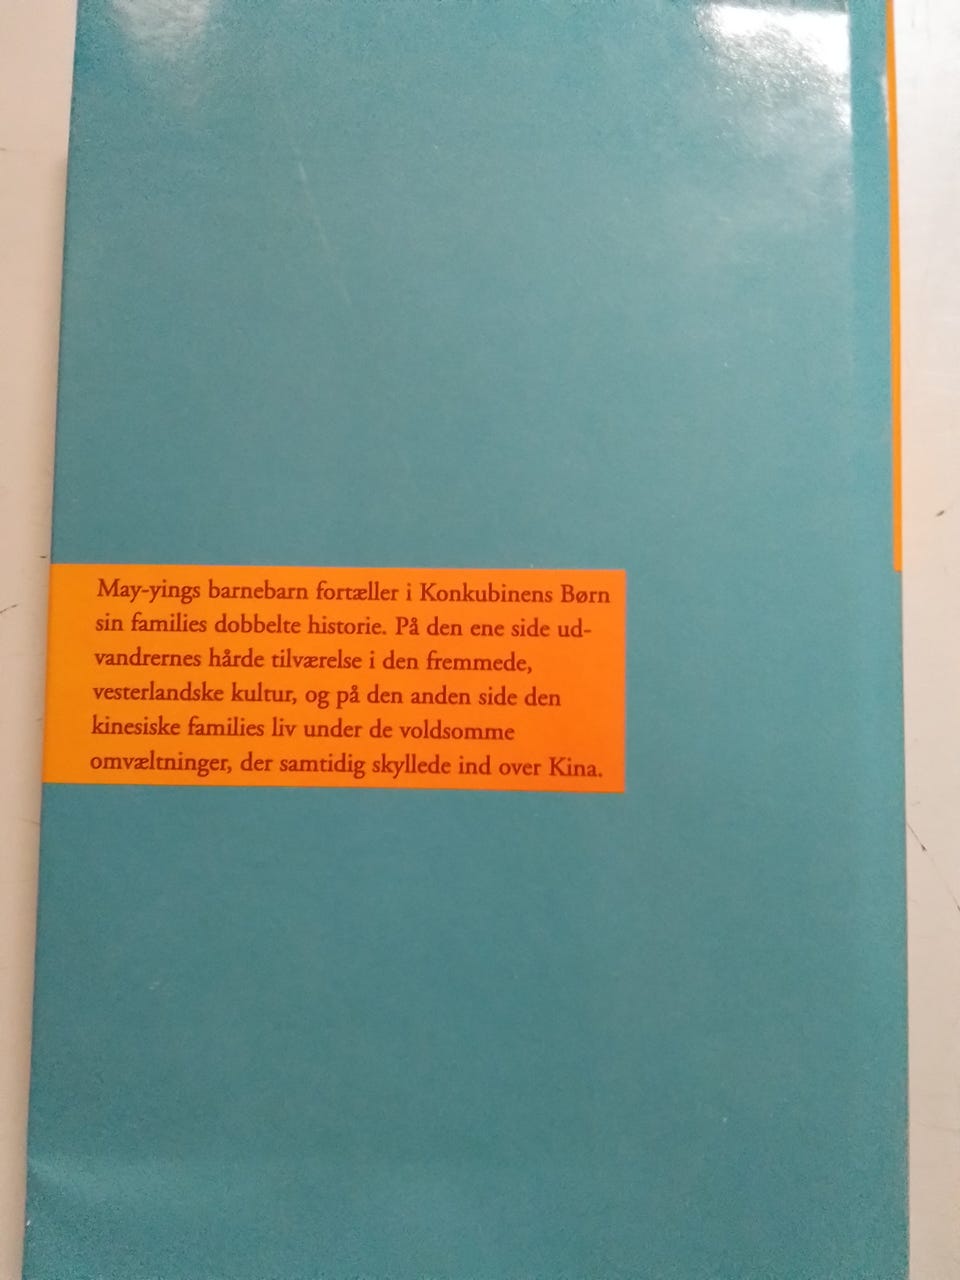 May-yings barnebarn fortæller i Konkubinens Børn
sin families dobbelte historie. På den ene side ud-
vandrernes hårde tilværelse i den fremmede,
vesterlandske kultur, og på den anden side den
kinesiske families liv under de voldsomme
omvæltninger, der samtidig skyllede ind over Kina.